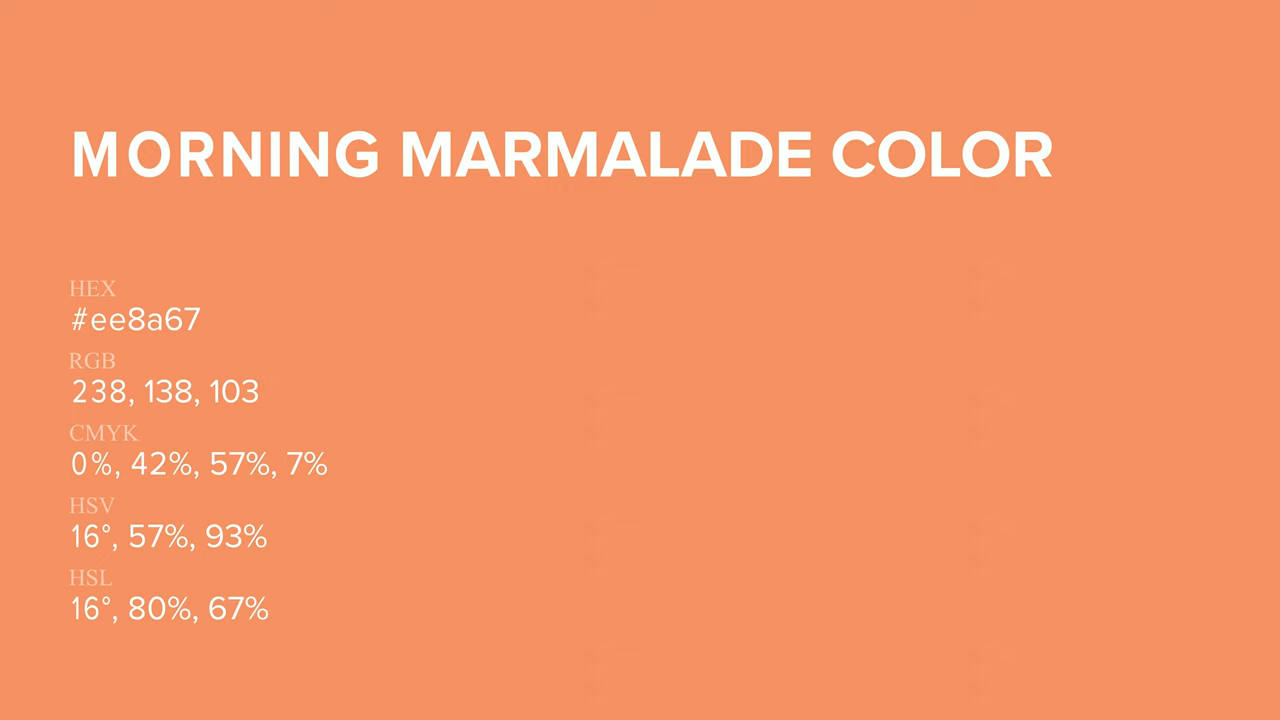 MORNING MARMALADE COLOR
HEX
#ee8a67
RGB
238, 138, 103
CMYK
0%, 42%, 57%, 7%
HSV
16°, 57%, 93%
HSL
16°, 80%, 67%